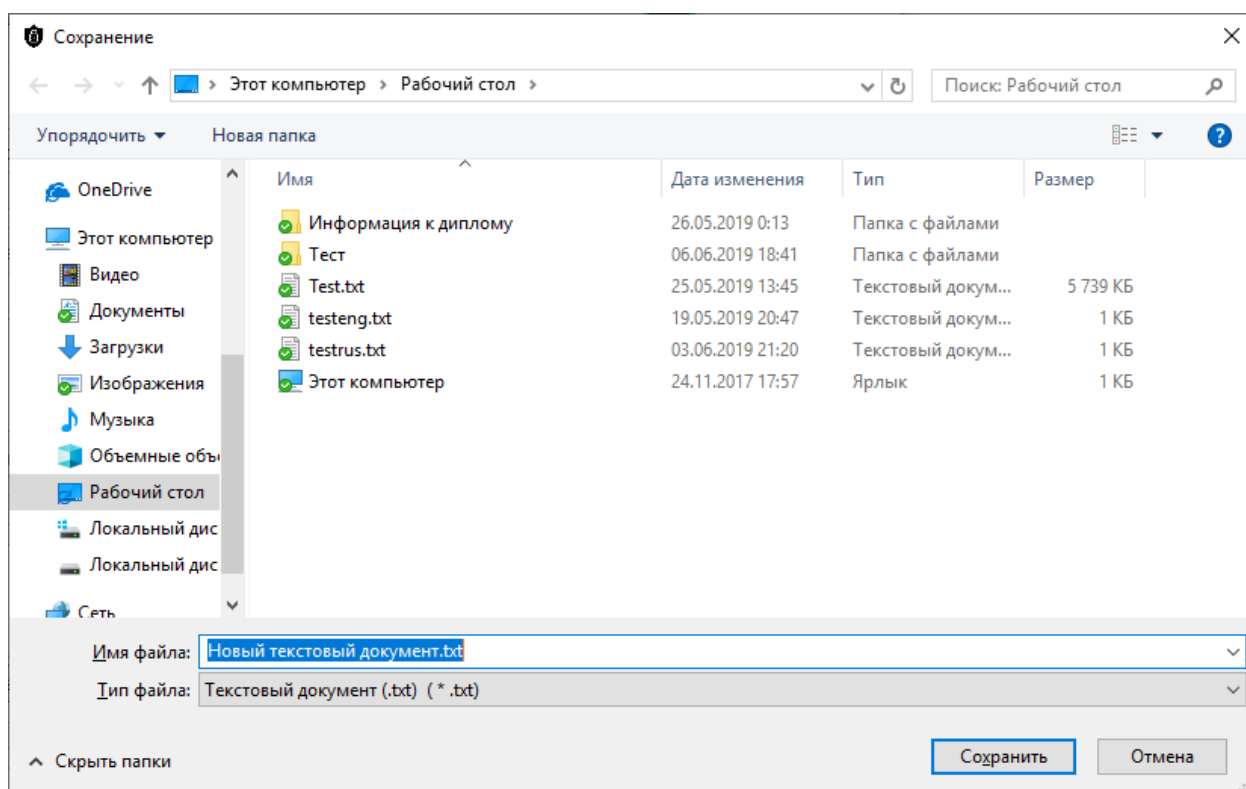 Сохранение
Этот компьютер > Рабочий стол >
Поиск: Рабочий стол
Упорядочить
Новая папка
Имя Дата изменения Тип Размер
OneDrive
Этот компьютер
Видео
Документы
Загрузки
Изображения
Музыка
Объемные объ
Рабочий стол
Локальный дис
Локальный дис
Сеть
Информация к диплому 26.05.2019 0:13 Папка с файлами
Тест 06.06.2019 18:41 Папка с файлами
Test.txt 25.05.2019 13:45 Текстовый докум... 5 739 КБ
testeng.txt 19.05.2019 20:47 Текстовый докум... 1 КБ
testrus.txt 03.06.2019 21:20 Текстовый докум... 1 КБ
Этот компьютер 24.11.2017 17:57 Ярлык 1 КБ
Имя файла: Новый текстовый документ.txt
Тип файла: Текстовый документ (.txt) (*.txt)
Скрыть папки
Сохранить
Отмена